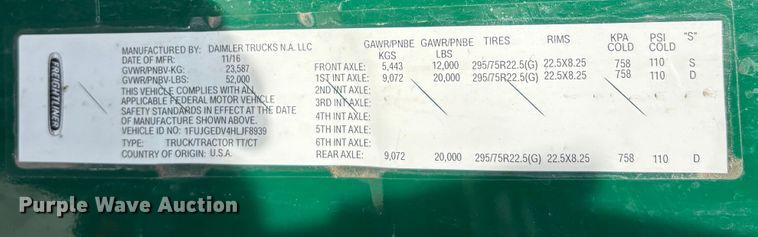 FREIGHTLINER
MANUFACTURED BY: DAIMLER TRUCKS N.A. LLC
DATE OF MFR: 11/16
GVWR/PNBV-KG: 23,587
GVWR/PNBV-LBS: 52,000
THIS VEHICLE COMPLIES WITH ALL
APPLICABLE FEDERAL MOTOR VEHICLE
SAFETY STANDARDS IN EFFECT AT THE DATE
OF MANUFACTURE SHOWN ABOVE.
VEHICLE ID NO: 1FUJGEDV4HLJF8939
TYPE: TRUCK/TRACTOR TT/CT
COUNTRY OF ORIGIN: U.S.A.
GAWR/PNBE KGS GAWR/PNBE LBS TIRES RIMS KPA COLD PSI COLD "S"
FRONT AXLE: 5,443 12,000 295/75R22.5(G) 22.5X8.25 758 110 S
1ST INT AXLE: 9,072 20,000 295/75R22.5(G) 22.5X8.25 758 110 D
2ND INT AXLE:
3RD INT AXLE:
4TH INT AXLE:
5TH INT AXLE:
6TH INT AXLE:
REAR AXLE: 9,072 20,000 295/75R22.5(G) 22.5X8.25 758 110 D
Purple Wave Auction